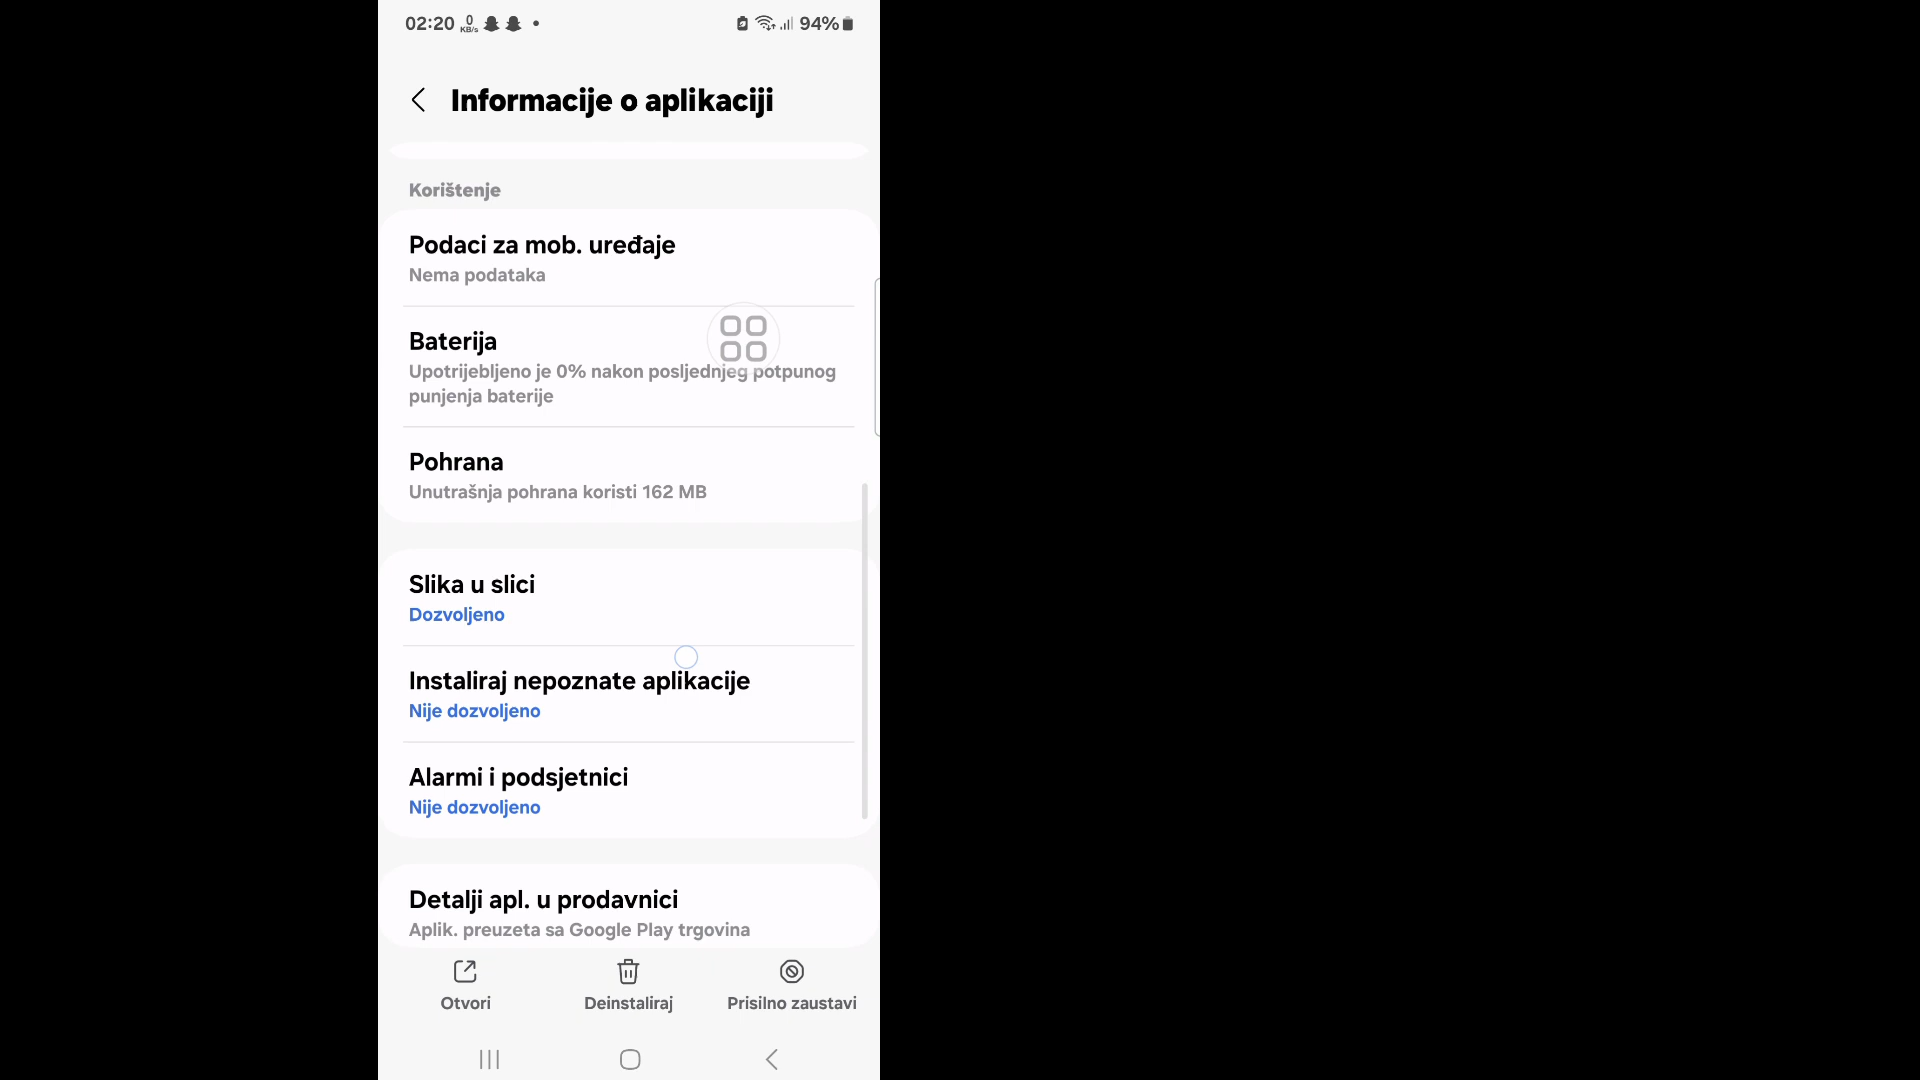 02:20 0 KB/s 94%
Informacije o aplikaciji
Korištenje
Podaci za mob. uređaje
Nema podataka
Baterija
Upotrijebljeno je 0% nakon posljednjeg potpunog
punjenja baterije
Pohrana
Unutrašnja pohrana koristi 162 MB
Slika u slici
Dozvoljeno
Instaliraj nepoznate aplikacije
Nije dozvoljeno
Alarmi i podsjetnici
Nije dozvoljeno
Detalji apl. u prodavnici
Aplik. preuzeta sa Google Play trgovina
Otvori Deinstaliraj Prisilno zaustavi